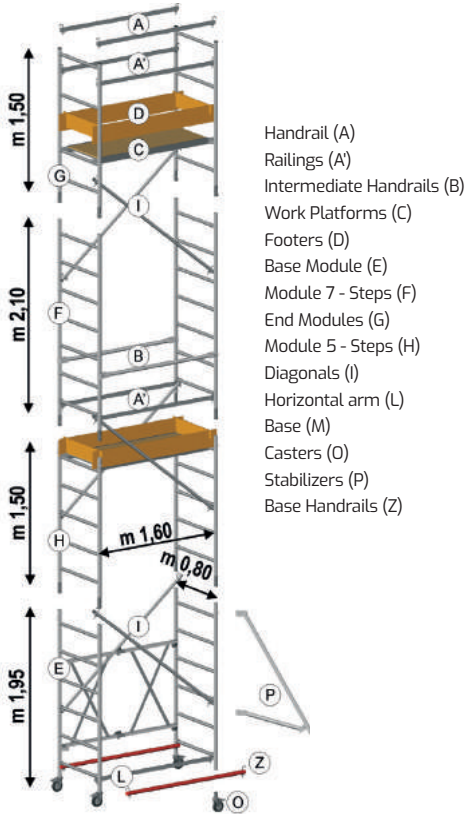 A
A'
m 1,50
D
C
G
I
m 2,10
F
B
A'
m 1,50
m 1,60
H
m 0,80
I
E
m 1,95
P
L
Z
O
Handrail (A)
Railings (A')
Intermediate Handrails (B)
Work Platforms (C)
Footers (D)
Base Module (E)
Module 7 - Steps (F)
End Modules (G)
Module 5 - Steps (H)
Diagonals (I)
Horizontal arm (L)
Base (M)
Casters (O)
Stabilizers (P)
Base Handrails (Z)